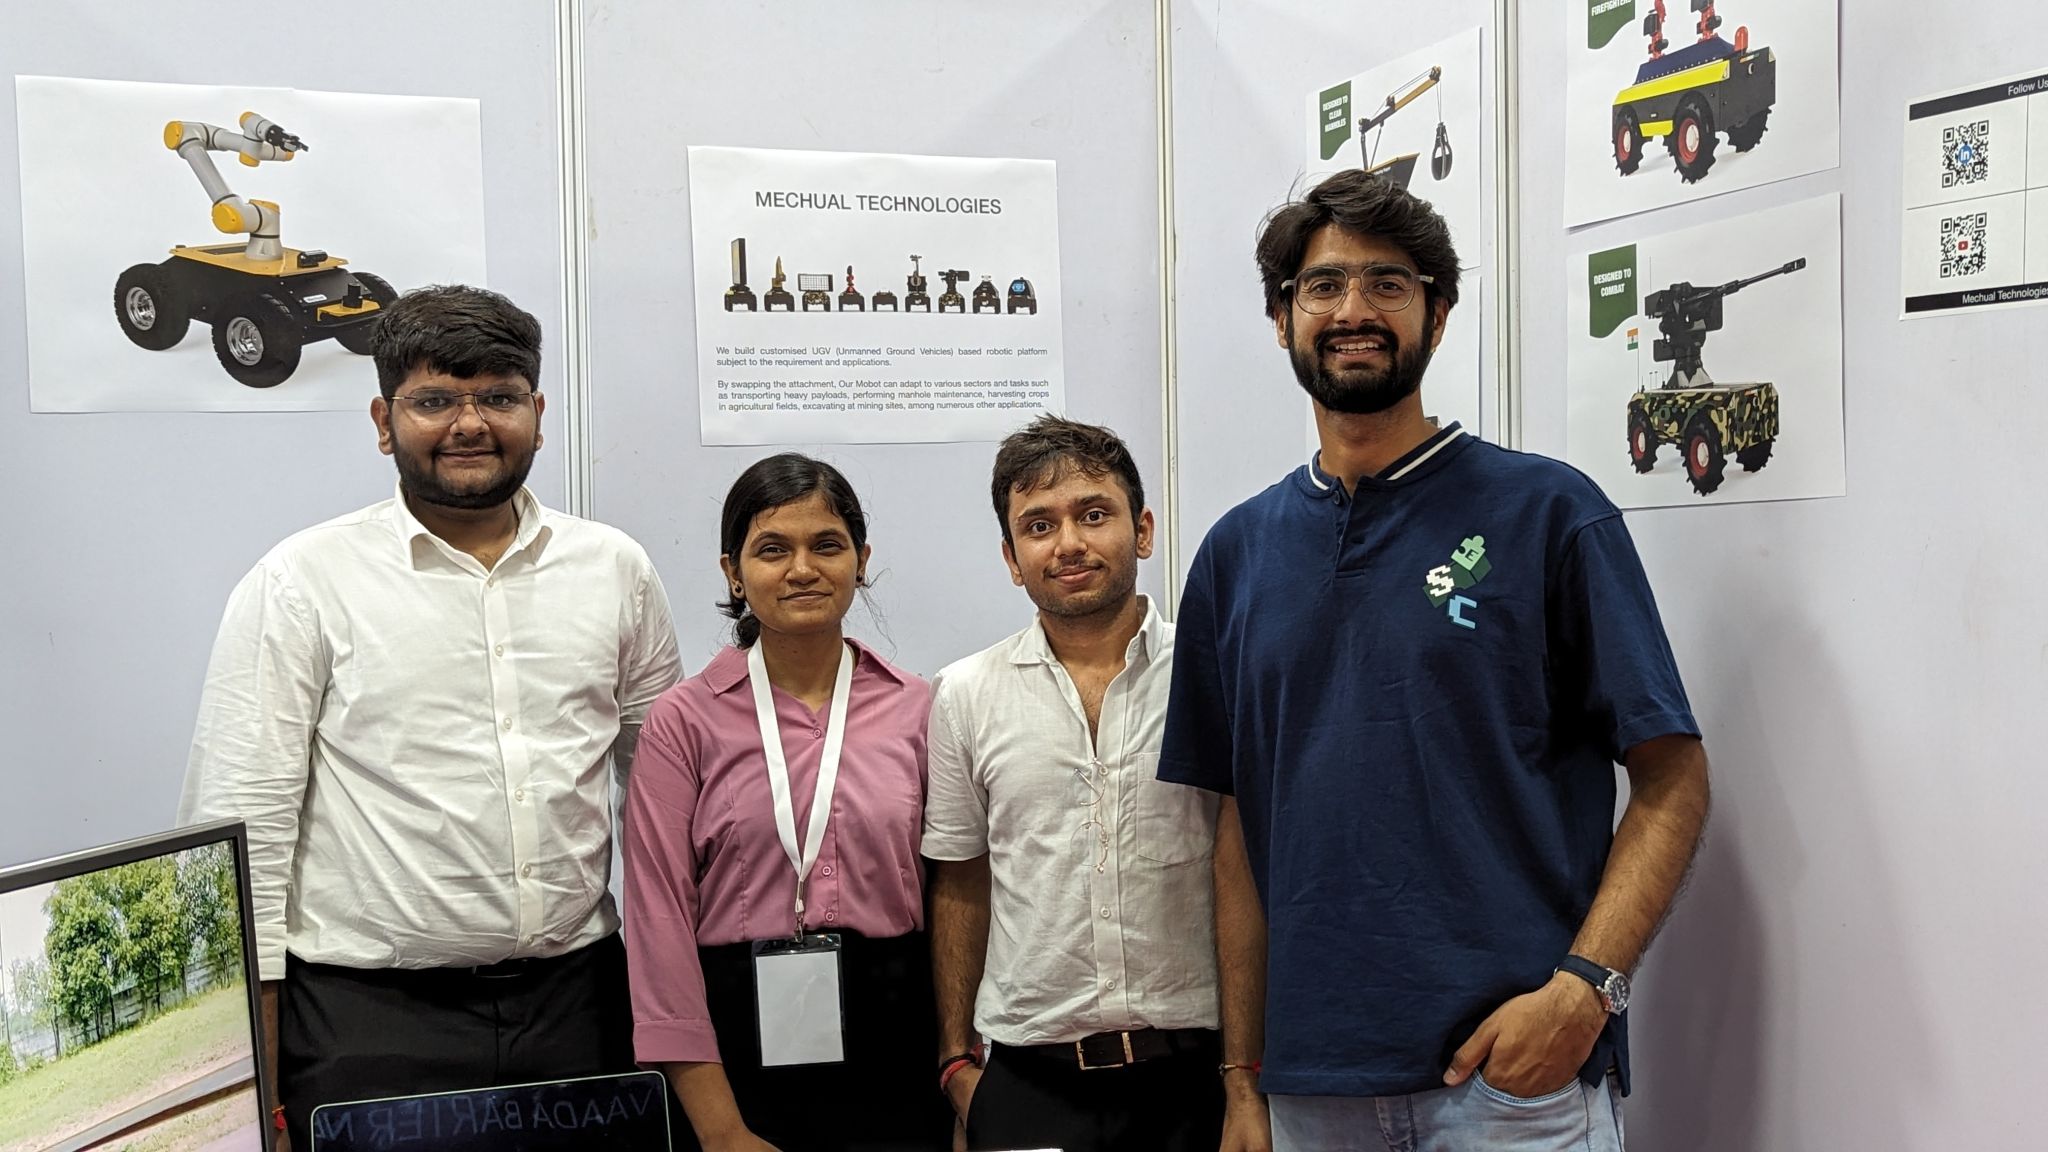 MECHUAL TECHNOLOGIES
We build customised UGV (Unmanned Ground Vehicles) based robotic platform
subject to the requirement and applications.
By swapping the attachment, Our Mobot can adapt to various sectors and tasks such
as transporting heavy payloads, performing manhole maintenance, harvesting crops
in agricultural fields, excavating at mining sites, among numerous other applications.
DESIGNED TO
CLEAN
MANHOLES
FIREFIGHTERS
DESIGNED TO
COMBAT
Follow Us
in
Mechual Technologies
E
S
C
VAADA BARTER